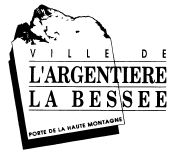 VILLE DE
L'ARGENTIERE
LA BESSEE
PORTE DE LA HAUTE MONTAGNE